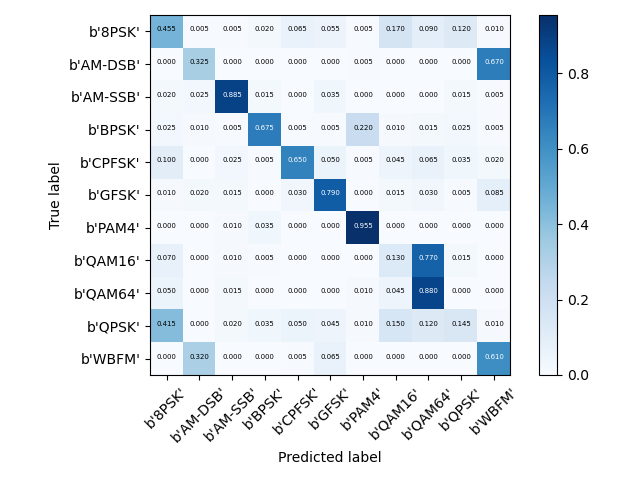 b'8PSK' 0.455 0.005 0.005 0.020 0.065 0.055 0.005 0.170 0.090 0.120 0.010
b'AM-DSB' 0.000 0.325 0.000 0.000 0.000 0.000 0.005 0.000 0.000 0.000 0.670
b'AM-SSB' 0.020 0.025 0.885 0.015 0.000 0.035 0.000 0.000 0.000 0.015 0.005
b'BPSK' 0.025 0.010 0.005 0.675 0.005 0.005 0.220 0.010 0.015 0.025 0.005
b'CPFSK' 0.100 0.000 0.025 0.005 0.650 0.050 0.005 0.045 0.065 0.035 0.020
b'GFSK' 0.010 0.020 0.015 0.000 0.030 0.790 0.000 0.015 0.030 0.005 0.085
b'PAM4' 0.000 0.000 0.010 0.035 0.000 0.000 0.955 0.000 0.000 0.000 0.000
b'QAM16' 0.070 0.000 0.010 0.005 0.000 0.000 0.000 0.130 0.770 0.015 0.000
b'QAM64' 0.050 0.000 0.015 0.000 0.000 0.000 0.010 0.045 0.880 0.000 0.000
b'QPSK' 0.415 0.000 0.020 0.035 0.050 0.045 0.010 0.150 0.120 0.145 0.010
b'WBFM' 0.000 0.320 0.000 0.000 0.005 0.065 0.000 0.000 0.000 0.000 0.610
b'8PSK' b'AM-DSB' b'AM-SSB' b'BPSK' b'CPFSK' b'GFSK' b'PAM4' b'QAM16' b'QAM64' b'QPSK' b'WBFM'
Predicted label
True label
0.8
0.6
0.4
0.2
0.0